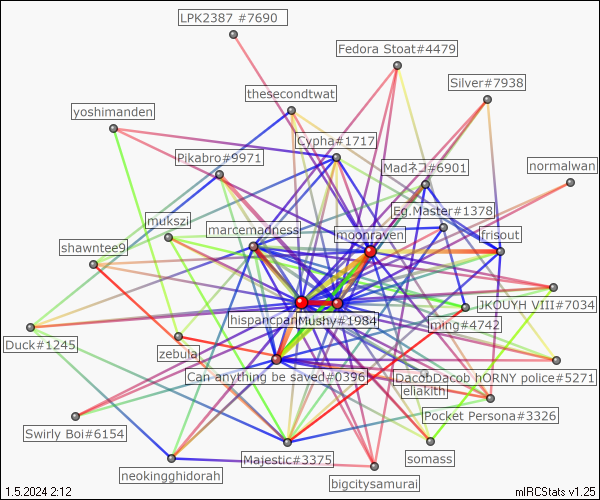 LPK2387 #7690
Fedora Stoat#4479
Silver#7938
thesecondtwat
yoshimanden
Cypha#1717
Pikabro#9971
Madネコ#6901
normalwan
Eg.Master#1378
mukszi
marcemadness
moonraven
frisout
shawntee9
JKOUYH VIII#7034
hispancpan
Mushy#1984
ming#4742
Duck#1245
zebula
Can anything be saved#0396
DacobDacob hORNY police#5271
eliakith
Pocket Persona#3326
Swirly Boi#6154
somass
Majestic#3375
neokingghidorah
bigcitysamurai
1.5.2024 2:12
mIRCStats v1.25